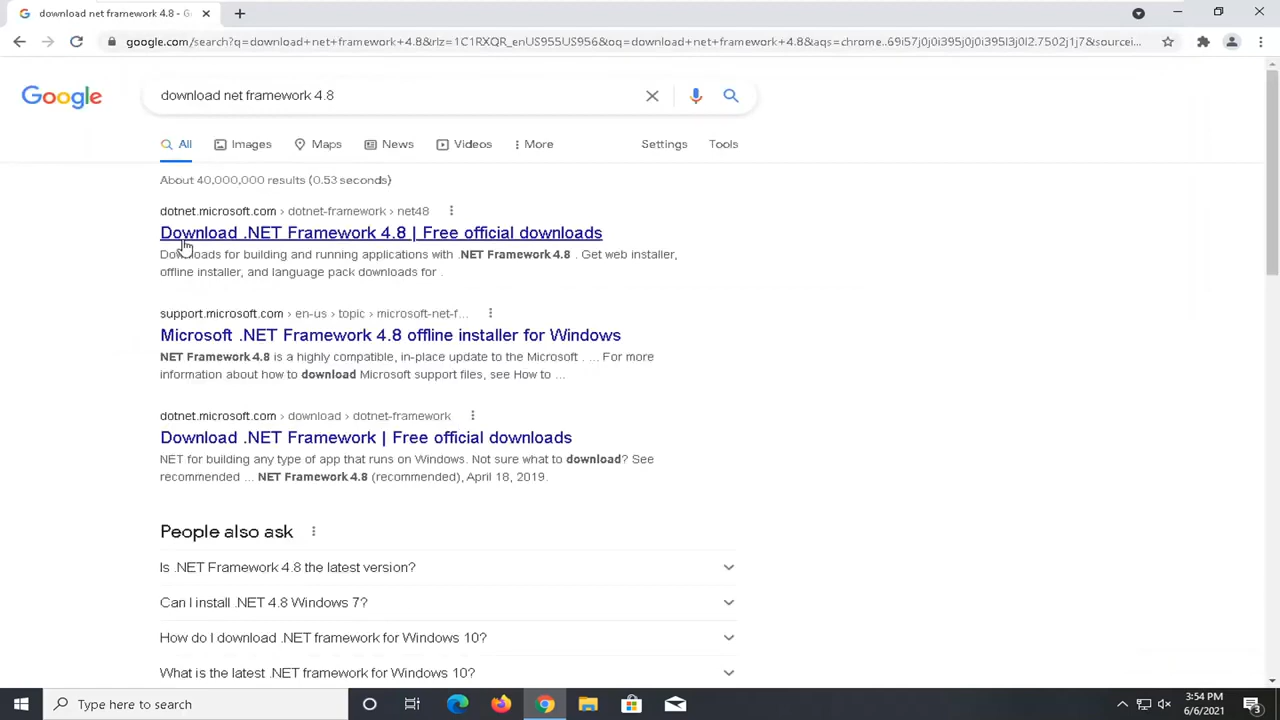 download net framework 4.8 - G
google.com/search?q=download+net+framework+4.8&rlz=1C1RXQR_enUS955US956&oq=download+net+framework+4.8&aqs=chrome..69i57j0j0i395j0j0i395l3j0l2.7502j1j7&sourcei...
Google
download net framework 4.8
All Images Maps News Videos More Settings Tools
About 40,000,000 results (0.53 seconds)
dotnet.microsoft.com › dotnet-framework › net48
Download .NET Framework 4.8 | Free official downloads
Downloads for building and running applications with .NET Framework 4.8 . Get web installer,
offline installer, and language pack downloads for .
support.microsoft.com › en-us › topic › microsoft-net-f...
Microsoft .NET Framework 4.8 offline installer for Windows
NET Framework 4.8 is a highly compatible, in-place update to the Microsoft . ... For more
information about how to download Microsoft support files, see How to ...
dotnet.microsoft.com › download › dotnet-framework
Download .NET Framework | Free official downloads
NET for building any type of app that runs on Windows. Not sure what to download? See
recommended ... NET Framework 4.8 (recommended), April 18, 2019.
People also ask
Is .NET Framework 4.8 the latest version?
Can I install .NET 4.8 Windows 7?
How do I download .NET framework for Windows 10?
What is the latest .NET framework for Windows 10?
Type here to search
3:54 PM
6/6/2021
3